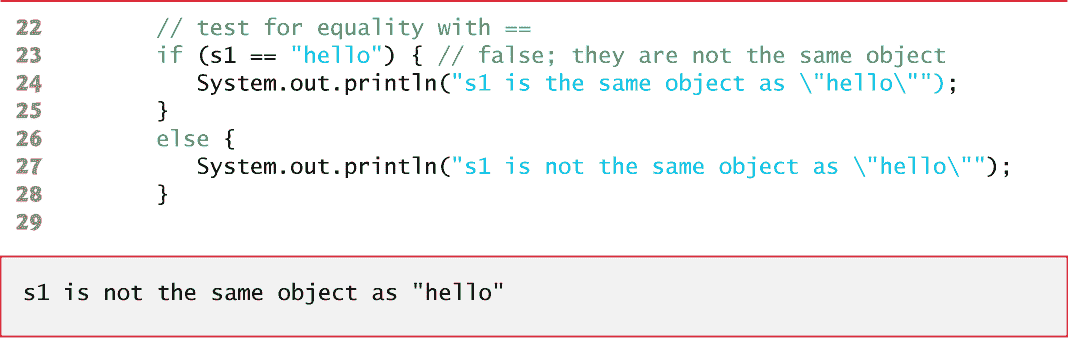 22 // test for equality with ==
23 if (s1 == "hello") { // false; they are not the same object
24 System.out.println("s1 is the same object as \"hello\"");
25 }
26 else {
27 System.out.println("s1 is not the same object as \"hello\"");
28 }
29
s1 is not the same object as "hello"